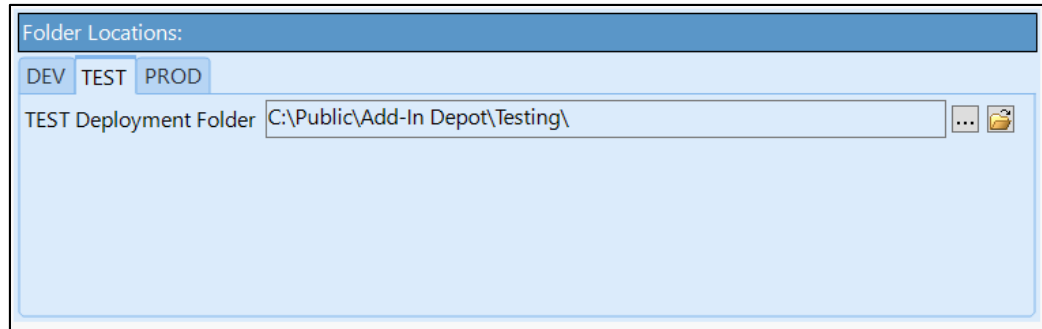 Folder Locations:
DEV TEST PROD
TEST Deployment Folder C:\Public\Add-In Depot\Testing\ ...